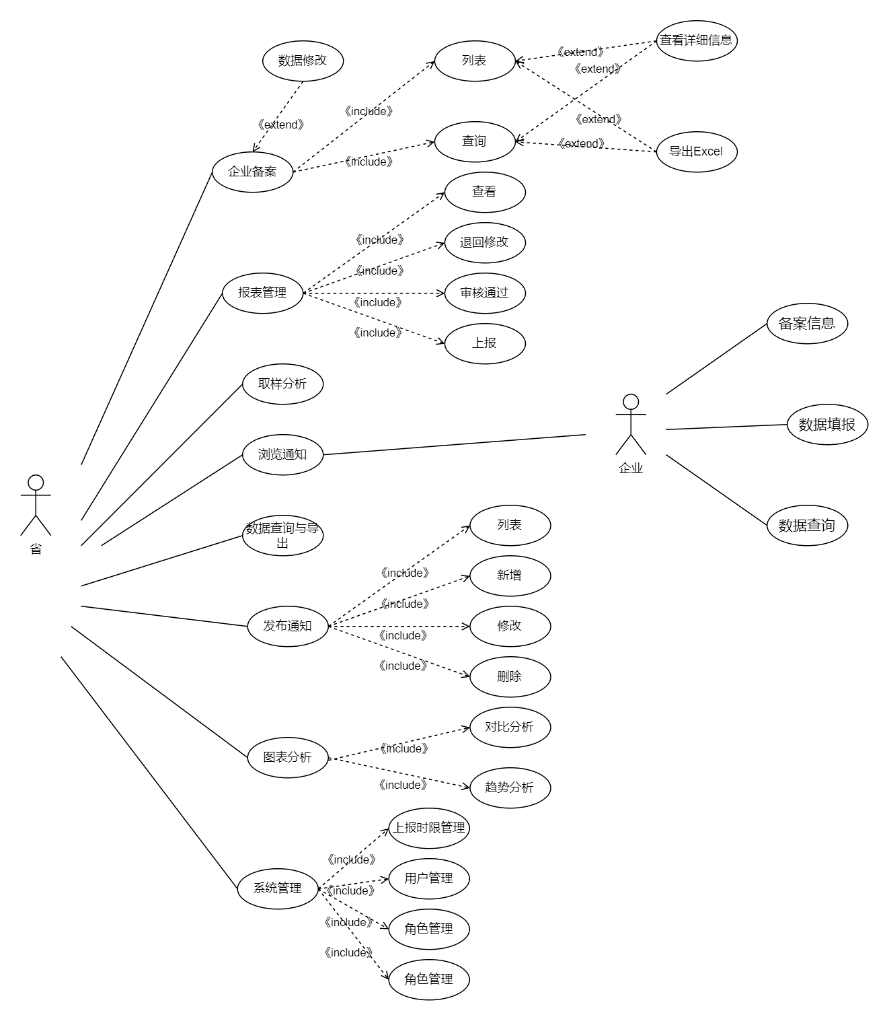 查看详细信息
数据修改
列表
《extend》
《extend》
《include》
《extend》
《extend》
查询
《extend》
导出Excel
《include》
企业备案
查看
《include》
退回修改
《include》
报表管理
审核通过
《include》
《include》
上报
备案信息
取样分析
数据填报
浏览通知
企业
省
数据查询与导
出
列表
数据查询
《include》
新增
《include》
发布通知
修改
《include》
《include》
删除
对比分析
《include》
图表分析
《include》
趋势分析
上报时限管理
《include》
用户管理
系统管理
《include》
《include》
角色管理
《include》
角色管理